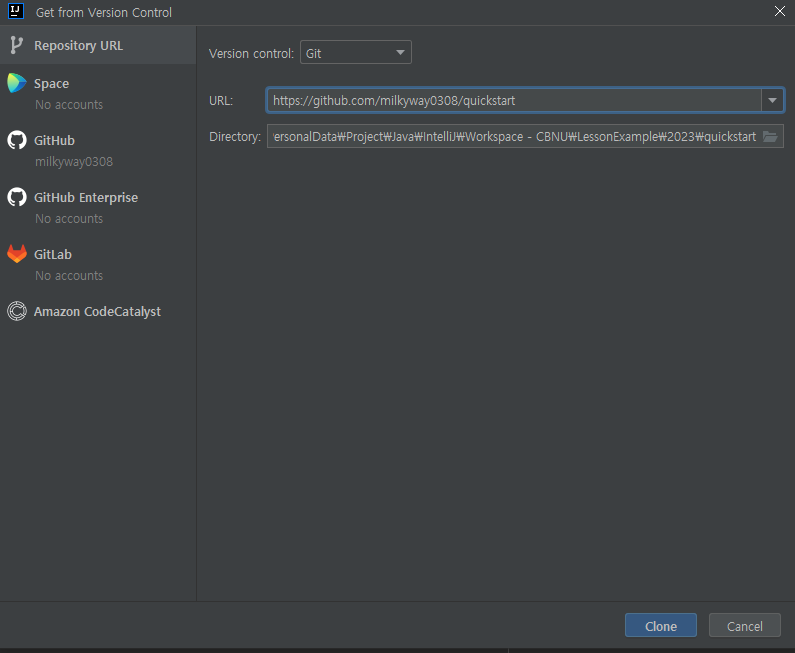 IJ
Get from Version Control
Repository URL
Space
No accounts
GitHub
milkyway0308
GitHub Enterprise
No accounts
GitLab
No accounts
Amazon CodeCatalyst
Version control: Git
URL: https://github.com/milkyway0308/quickstart
Directory: ersonalData₩Project₩Java₩IntelliJ₩Workspace - CBNU₩LessonExample₩2023₩quickstart
Clone
Cancel